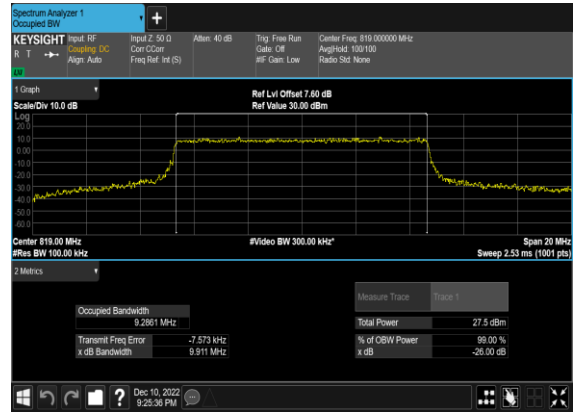 Spectrum Analyzer 1
Occupied BW
+
KEYSIGHT Input: RF Input Z: 50 Ω Atten: 40 dB Trig: Free Run Center Freq: 819.000000 MHz
R T Coupling: DC Corr CCorr Gate: Off Avg|Hold: 100/100
Align: Auto Freq Ref: Int (S) #IF Gain: Low Radio Std: None
LW
1 Graph
Ref Lvl Offset 7.60 dB
Scale/Div 10.0 dB Ref Value 30.00 dBm
Log
20.0
10.0
0.00
-10.0
-20.0
-30.0
-40.0
-50.0
-60.0
Center 819.00 MHz #Video BW 300.00 kHz* Span 20 MHz
#Res BW 100.00 kHz Sweep 2.53 ms (1001 pts)
2 Metrics
Measure Trace Trace 1
Occupied Bandwidth
9.2861 MHz Total Power 27.5 dBm
Transmit Freq Error -7.573 kHz % of OBW Power 99.00 %
x dB Bandwidth 9.911 MHz x dB -26.00 dB
? Dec 10, 2022
9:25:36 PM